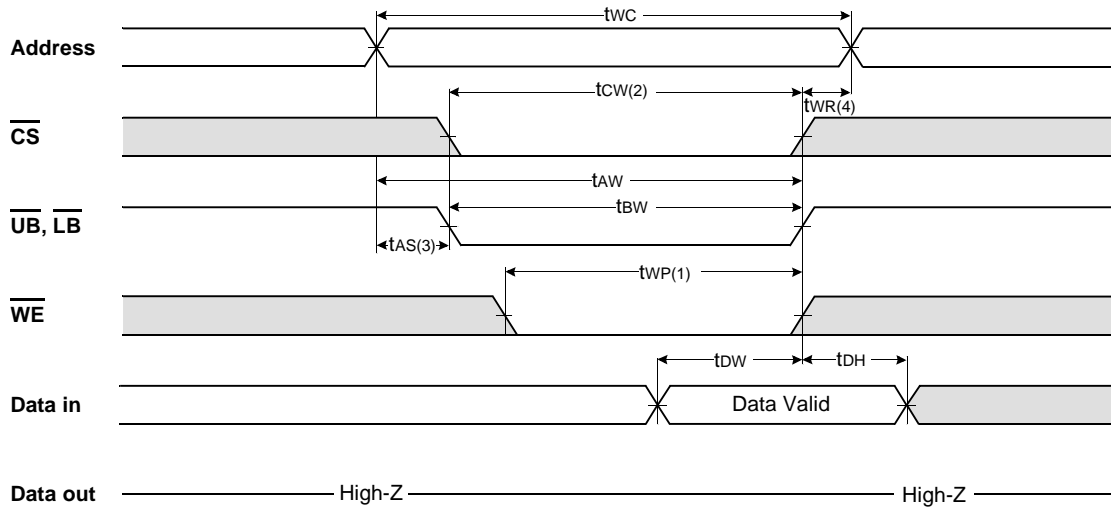 tWC
Address
tCW(2)
tWR(4)
CS
tAW
tBW
UB, LB
tAS(3)
tWP(1)
WE
tDW
tDH
Data in
Data Valid
Data out
High-Z
High-Z